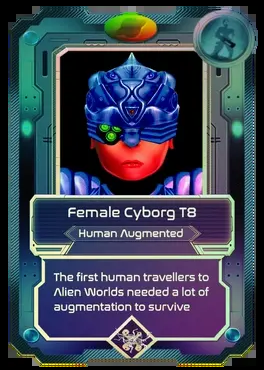 Female Cyborg T8
Human Augmented
The first human travellers to
Alien Worlds needed a lot of
augmentation to survive